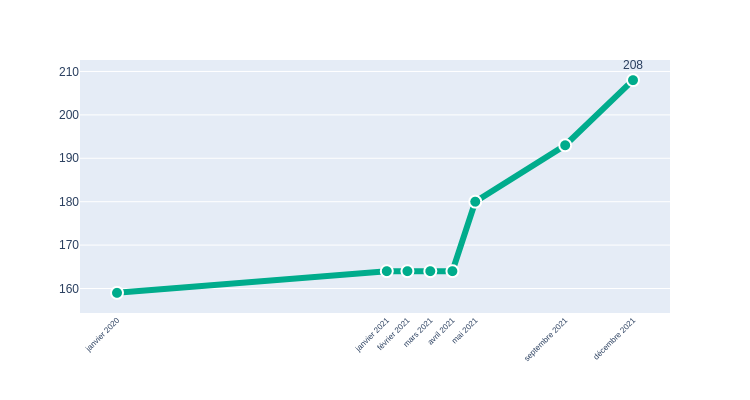 208
210
200
190
180
170
160
janvier 2020
janvier 2021
février 2021
mars 2021
avril 2021
mai 2021
septembre 2021
décembre 2021